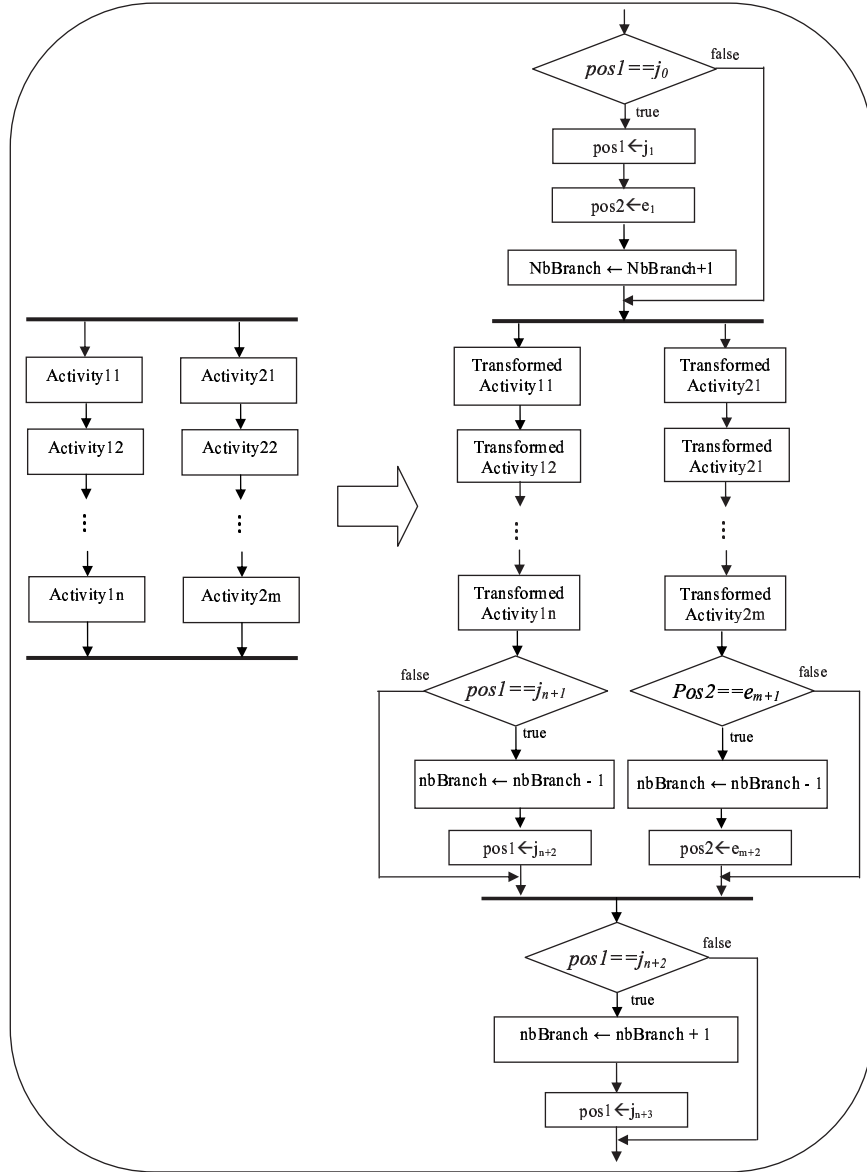 false
pos1==j₀
true
pos1←j₁
pos2←e₁
NbBranch ← NbBranch+1
Activity11
Activity21
Activity12
Activity22
⋮
⋮
Activity1n
Activity2m
Transformed
Activity11
Transformed
Activity21
Transformed
Activity12
Transformed
Activity21
⋮
⋮
Transformed
Activity1n
Transformed
Activity2m
false
pos1==jₙ₊₁
true
false
Pos2==eₘ₊₁
true
nbBranch ← nbBranch - 1
nbBranch ← nbBranch - 1
pos1←jₙ₊₂
pos2←eₘ₊₂
false
pos1==jₙ₊₂
true
nbBranch ← nbBranch + 1
pos1←jₙ₊₃